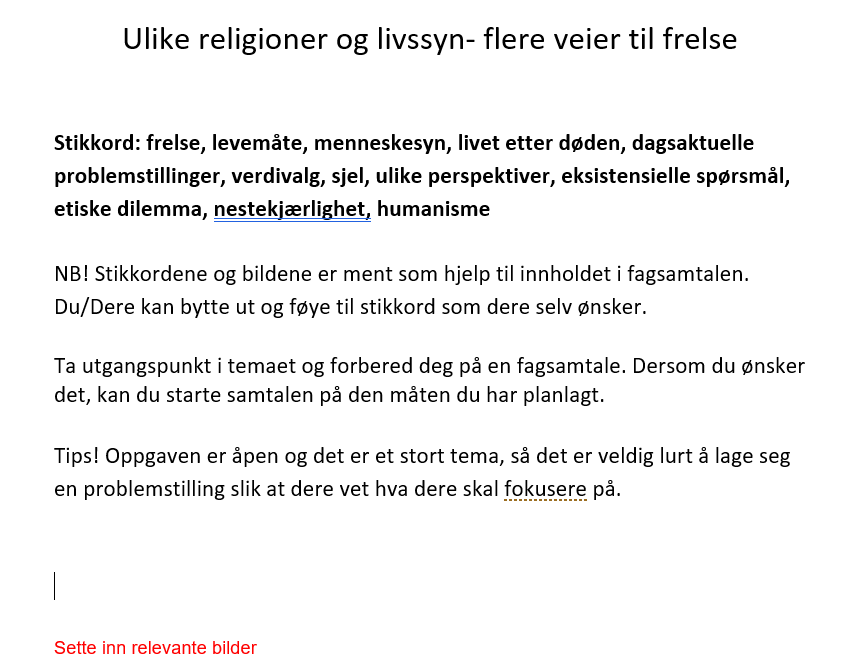 Ulike religioner og livssyn- flere veier til frelse
Stikkord: frelse, levemåte, menneskesyn, livet etter døden, dagsaktuelle
problemstillinger, verdivalg, sjel, ulike perspektiver, eksistensielle spørsmål,
etiske dilemma, nestekjærlighet, humanisme
NB! Stikkordene og bildene er ment som hjelp til innholdet i fagsamtalen.
Du/Dere kan bytte ut og føye til stikkord som dere selv ønsker.
Ta utgangspunkt i temaet og forbered deg på en fagsamtale. Dersom du ønsker
det, kan du starte samtalen på den måten du har planlagt.
Tips! Oppgaven er åpen og det er et stort tema, så det er veldig lurt å lage seg
en problemstilling slik at dere vet hva dere skal fokusere på.
Sette inn relevante bilder